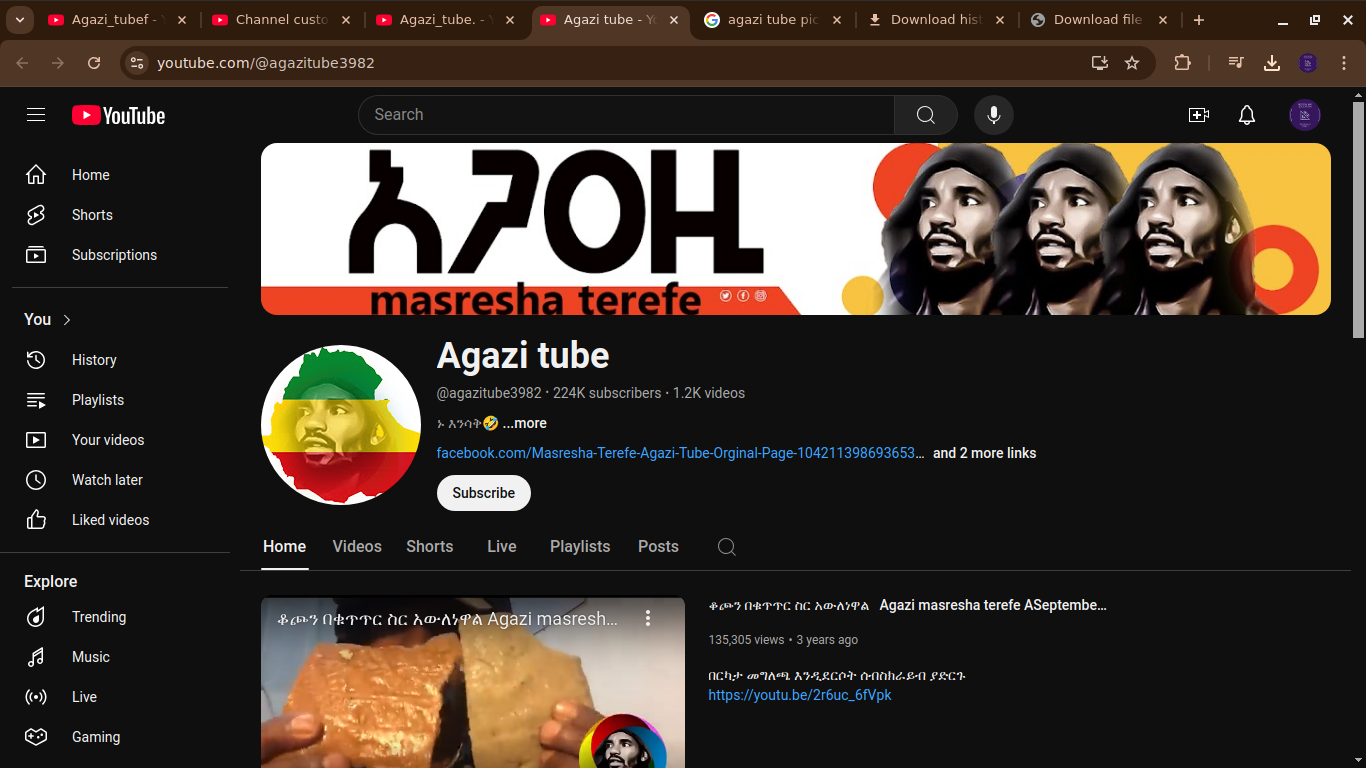 Agazi_tubef - Y
Channel custo
Agazi_tube. - Y
Agazi tube - Yo
agazi tube pic
Download hist
Download file
youtube.com/@agazitube3982
YouTube
Search
Home
Shorts
Subscriptions
You
History
Playlists
Your videos
Watch later
Liked videos
Explore
Trending
Music
Live
Gaming
አጋዚ
masresha terefe
Agazi tube
@agazitube3982 • 224K subscribers • 1.2K videos
ኑ እንሳቅ🤣 ...more
facebook.com/Masresha-Terefe-Agazi-Tube-Orginal-Page-104211398693653… and 2 more links
Subscribe
Home Videos Shorts Live Playlists Posts
ቆጮን በቁጥጥር ስር አውለነዋል Agazi masresh...
ቆጮን በቁጥጥር ስር አውለነዋል Agazi masresha terefe ASeptembe...
135,305 views • 3 years ago
በርካታ መግለጫ እንዲደርሶት ሰብስክራይብ ያድርጉ
https://youtu.be/2r6uc_6fVpk